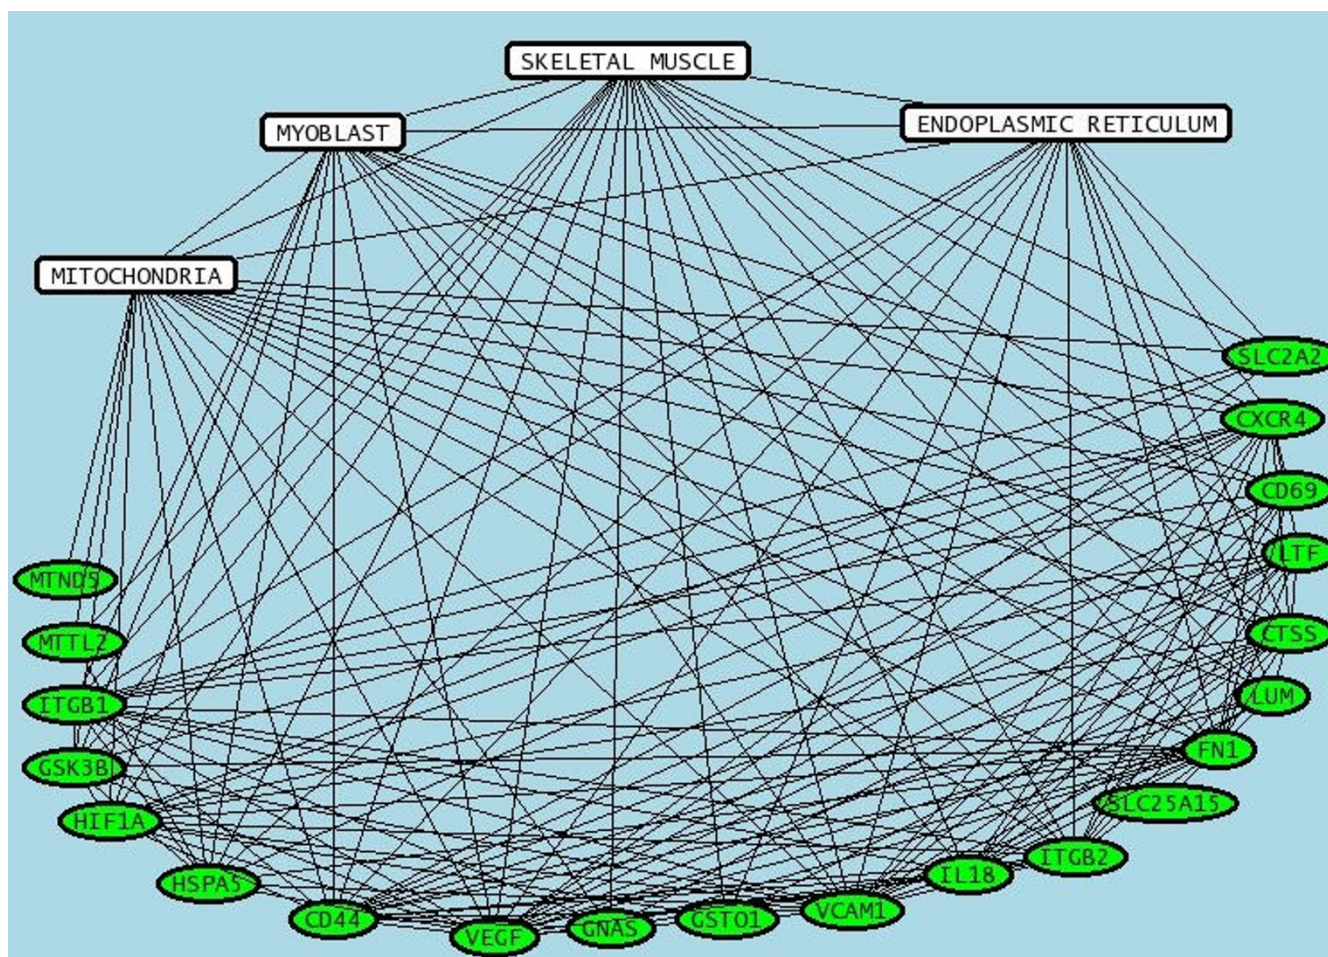 SKELETAL MUSCLE
MYOBLAST
ENDOPLASMIC RETICULUM
MITOCHONDRIA
SLC2A2
CXCR4
CD69
LTF
MTND5
MTTL2
CTSS
ITGB1
LUM
FN1
GSK3B
SLC25A15
HIF1A
ITGB2
IL18
HSPA5
VCAM1
CD44
GSTO1
GNAS
VEGF